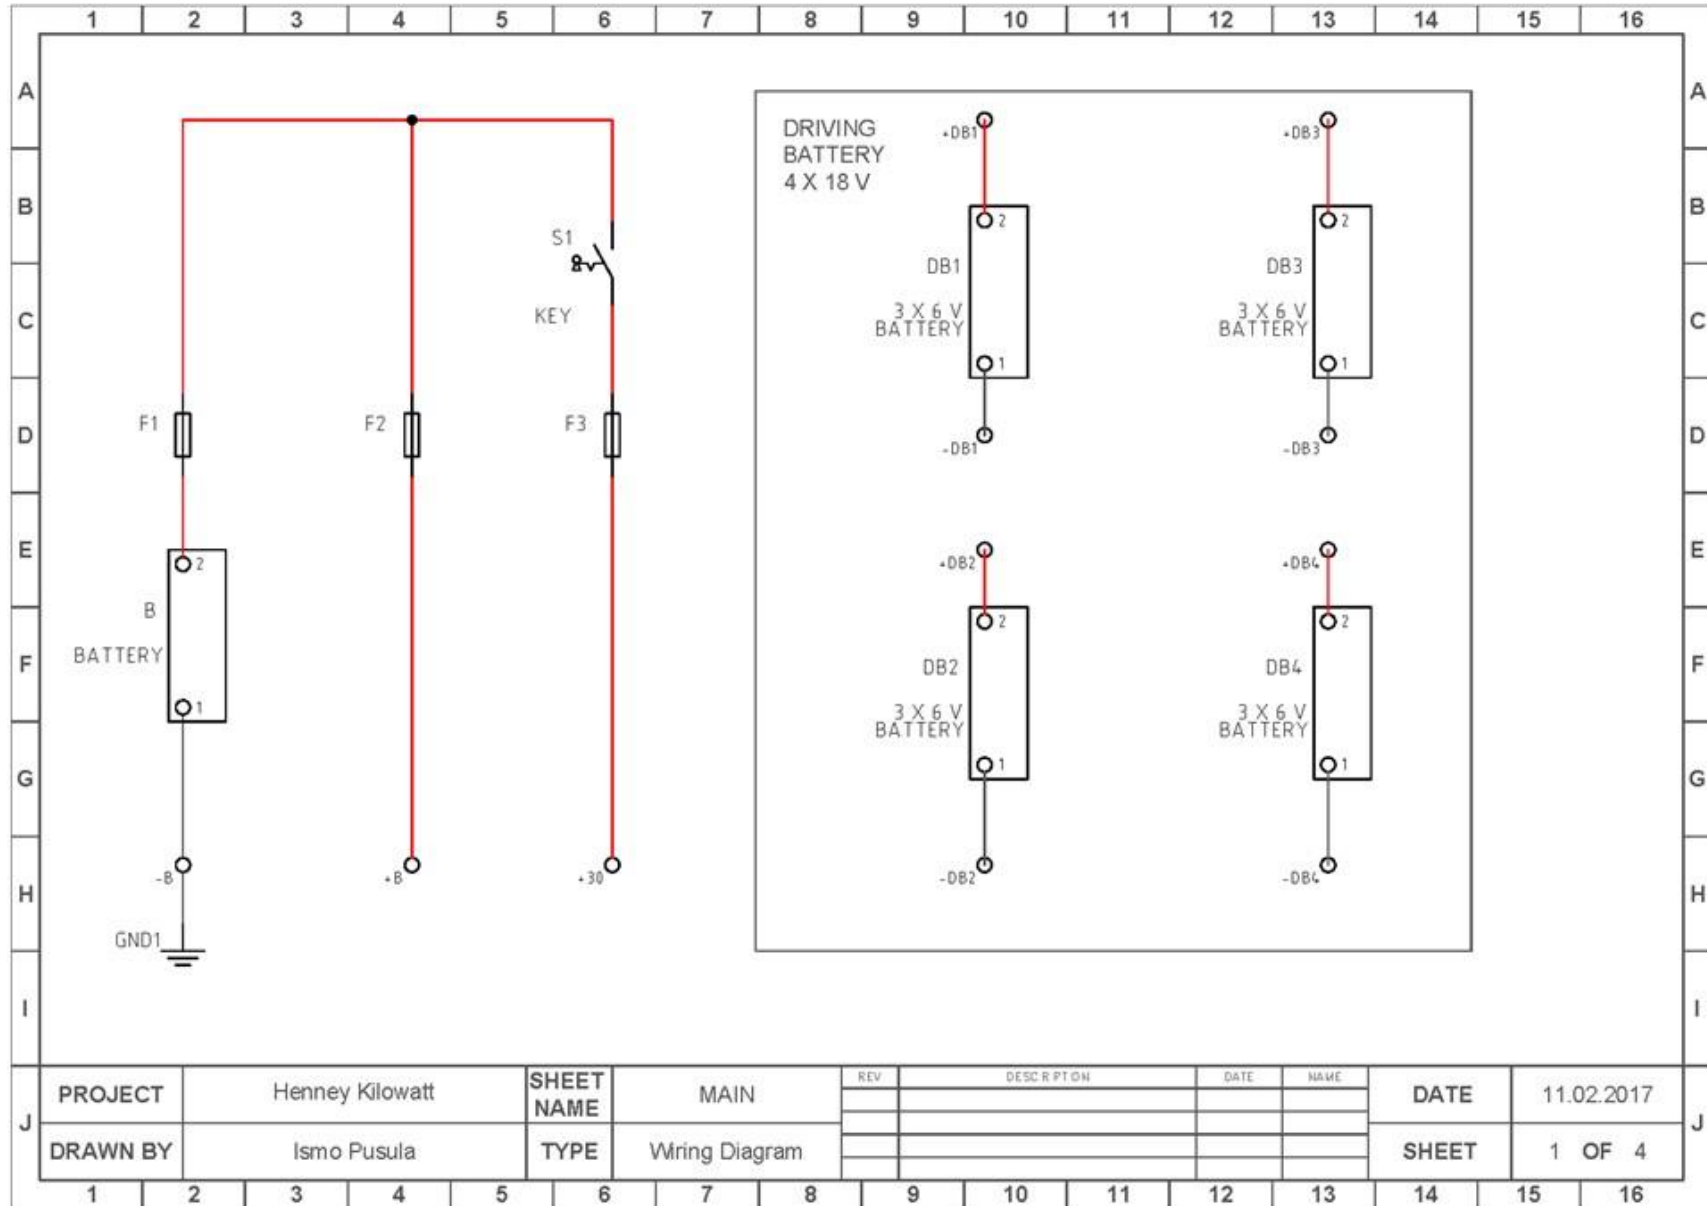 1 2 3 4 5 6 7 8 9 10 11 12 13 14 15 16
A A
DRIVING
BATTERY
4 X 18 V
+DB1
+DB3
B B
2
2
S1
DB1
DB3
KEY
3 X 6 V
BATTERY
3 X 6 V
BATTERY
C C
1
1
F1
F2
F3
D D
-DB1
-DB3
E E
2
+DB2
+DB4
B
2
2
BATTERY
F F
DB2
DB4
1
3 X 6 V
BATTERY
3 X 6 V
BATTERY
1
1
G G
-B
+B
+30
-DB2
-DB4
H H
GND1
I I
PROJECT
Henney Kilowatt
SHEET
NAME
MAIN
REV DESCRIPTION DATE NAME
DATE
11.02.2017
J J
DRAWN BY
Ismo Pusula
TYPE
Wiring Diagram
SHEET
1 OF 4
1 2 3 4 5 6 7 8 9 10 11 12 13 14 15 16